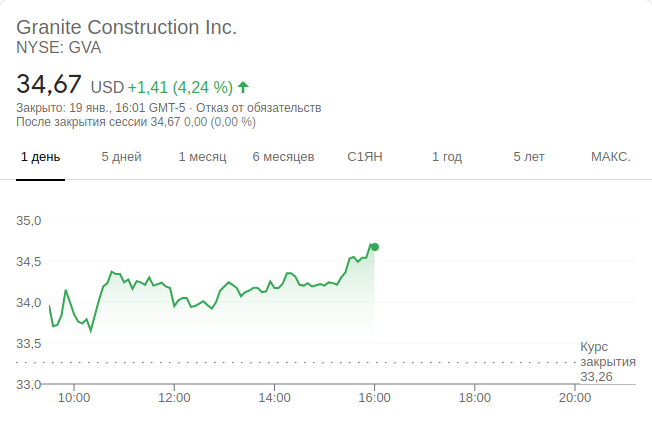 Granite Construction Inc.
NYSE: GVA
34,67 USD +1,41 (4,24 %)
Закрыто: 19 янв., 16:01 GMT-5 · Отказ от обязательств
После закрытия сессии 34,67 0,00 (0,00 %)
1 день 5 дней 1 месяц 6 месяцев С1ЯН 1 год 5 лет МАКС.
35,0
34,5
34,0
33,5
33,0
Курс
закрытия
33,26
10:00 12:00 14:00 16:00 18:00 20:00